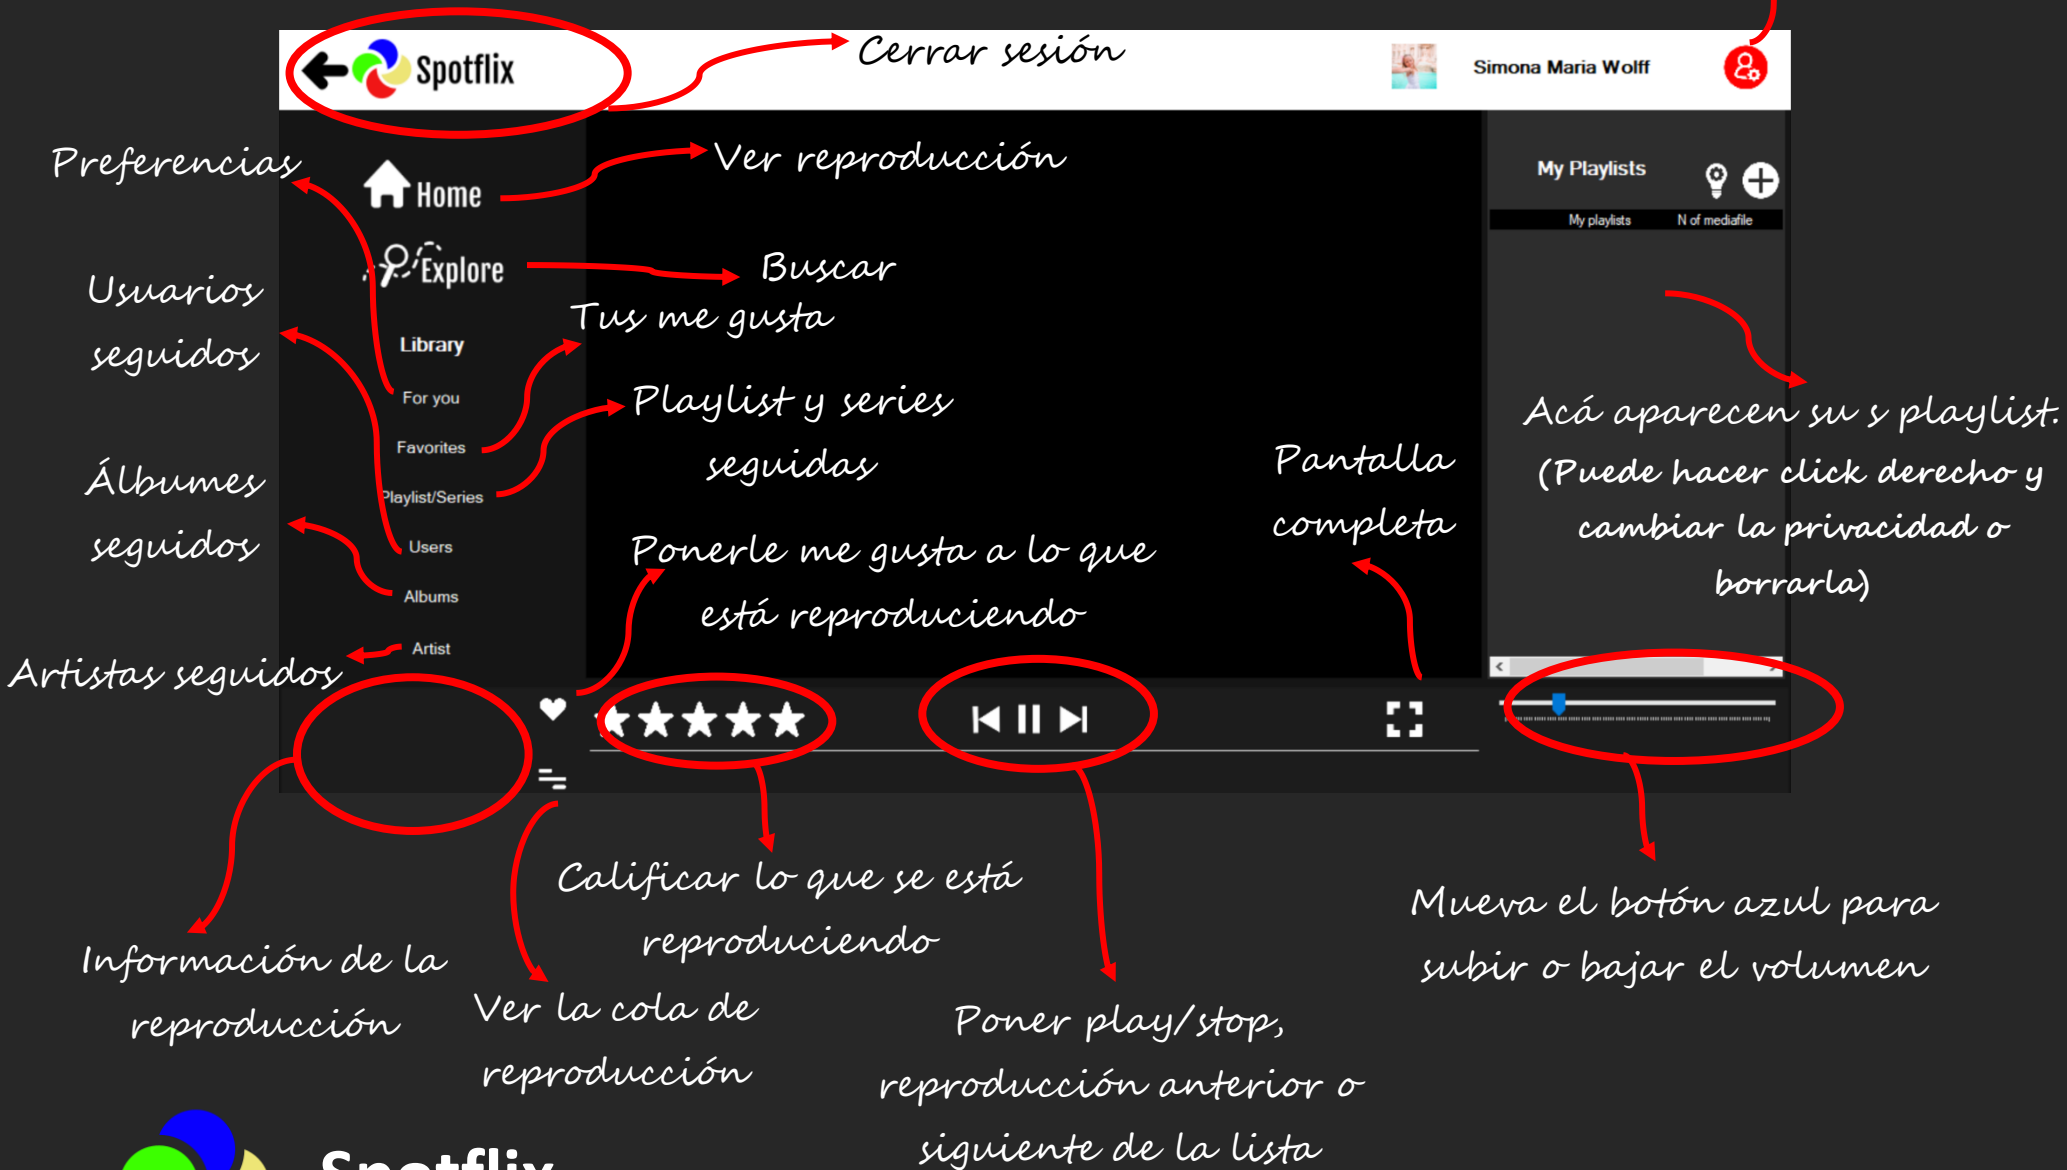 Cerrar sesión
Spotflix
Simona Maria Wolff
Preferencias
Home
Ver reproducción
My Playlists
My playlists N of mediafile
Explore
Buscar
Usuarios
seguidos
Tus me gusta
Library
For you
Playlist y series
seguidas
Favorites
Playlist/Series
Álbumes
seguidos
Users
Albums
Artist
Artistas seguidos
Ponerle me gusta a lo que
está reproduciendo
Pantalla
completa
Acá aparecen su s playlist.
(Puede hacer click derecho y
cambiar la privacidad o
borrarla)
Calificar lo que se está
reproduciendo
Mueva el botón azul para
subir o bajar el volumen
Información de la
reproducción
Ver la cola de
reproducción
Poner play/stop,
reproducción anterior o
siguiente de la lista
Spotflix